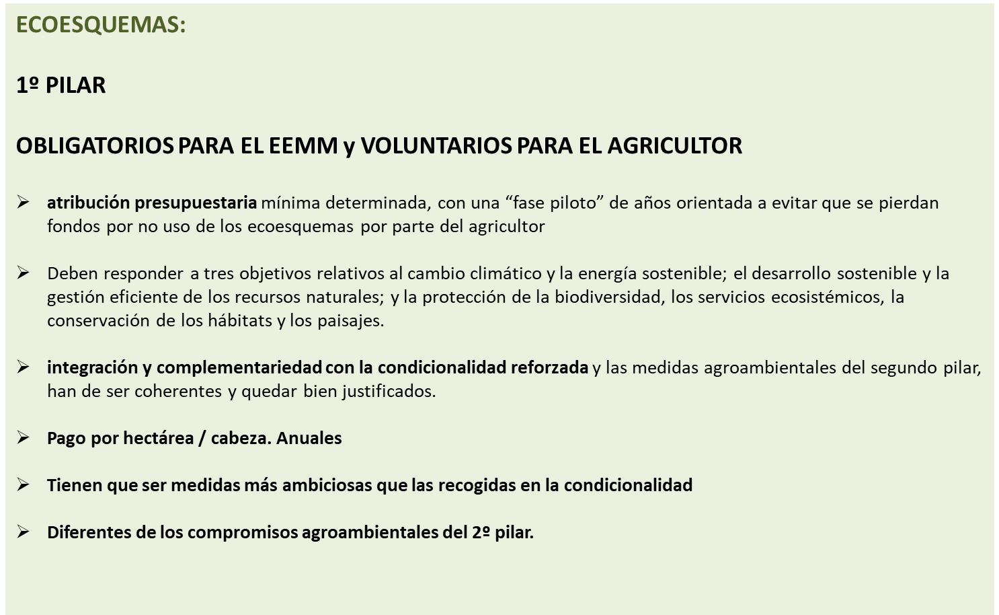 ECOESQUEMAS:
1º PILAR
OBLIGATORIOS PARA EL EEMM y VOLUNTARIOS PARA EL AGRICULTOR
➢ atribución presupuestaria mínima determinada, con una “fase piloto” de años orientada a evitar que se pierdan
fondos por no uso de los ecoesquemas por parte del agricultor
➢ Deben responder a tres objetivos relativos al cambio climático y la energía sostenible; el desarrollo sostenible y la
gestión eficiente de los recursos naturales; y la protección de la biodiversidad, los servicios ecosistémicos, la
conservación de los hábitats y los paisajes.
➢ integración y complementariedad con la condicionalidad reforzada y las medidas agroambientales del segundo pilar,
han de ser coherentes y quedar bien justificados.
➢ Pago por hectárea / cabeza. Anuales
➢ Tienen que ser medidas más ambiciosas que las recogidas en la condicionalidad
➢ Diferentes de los compromisos agroambientales del 2º pilar.